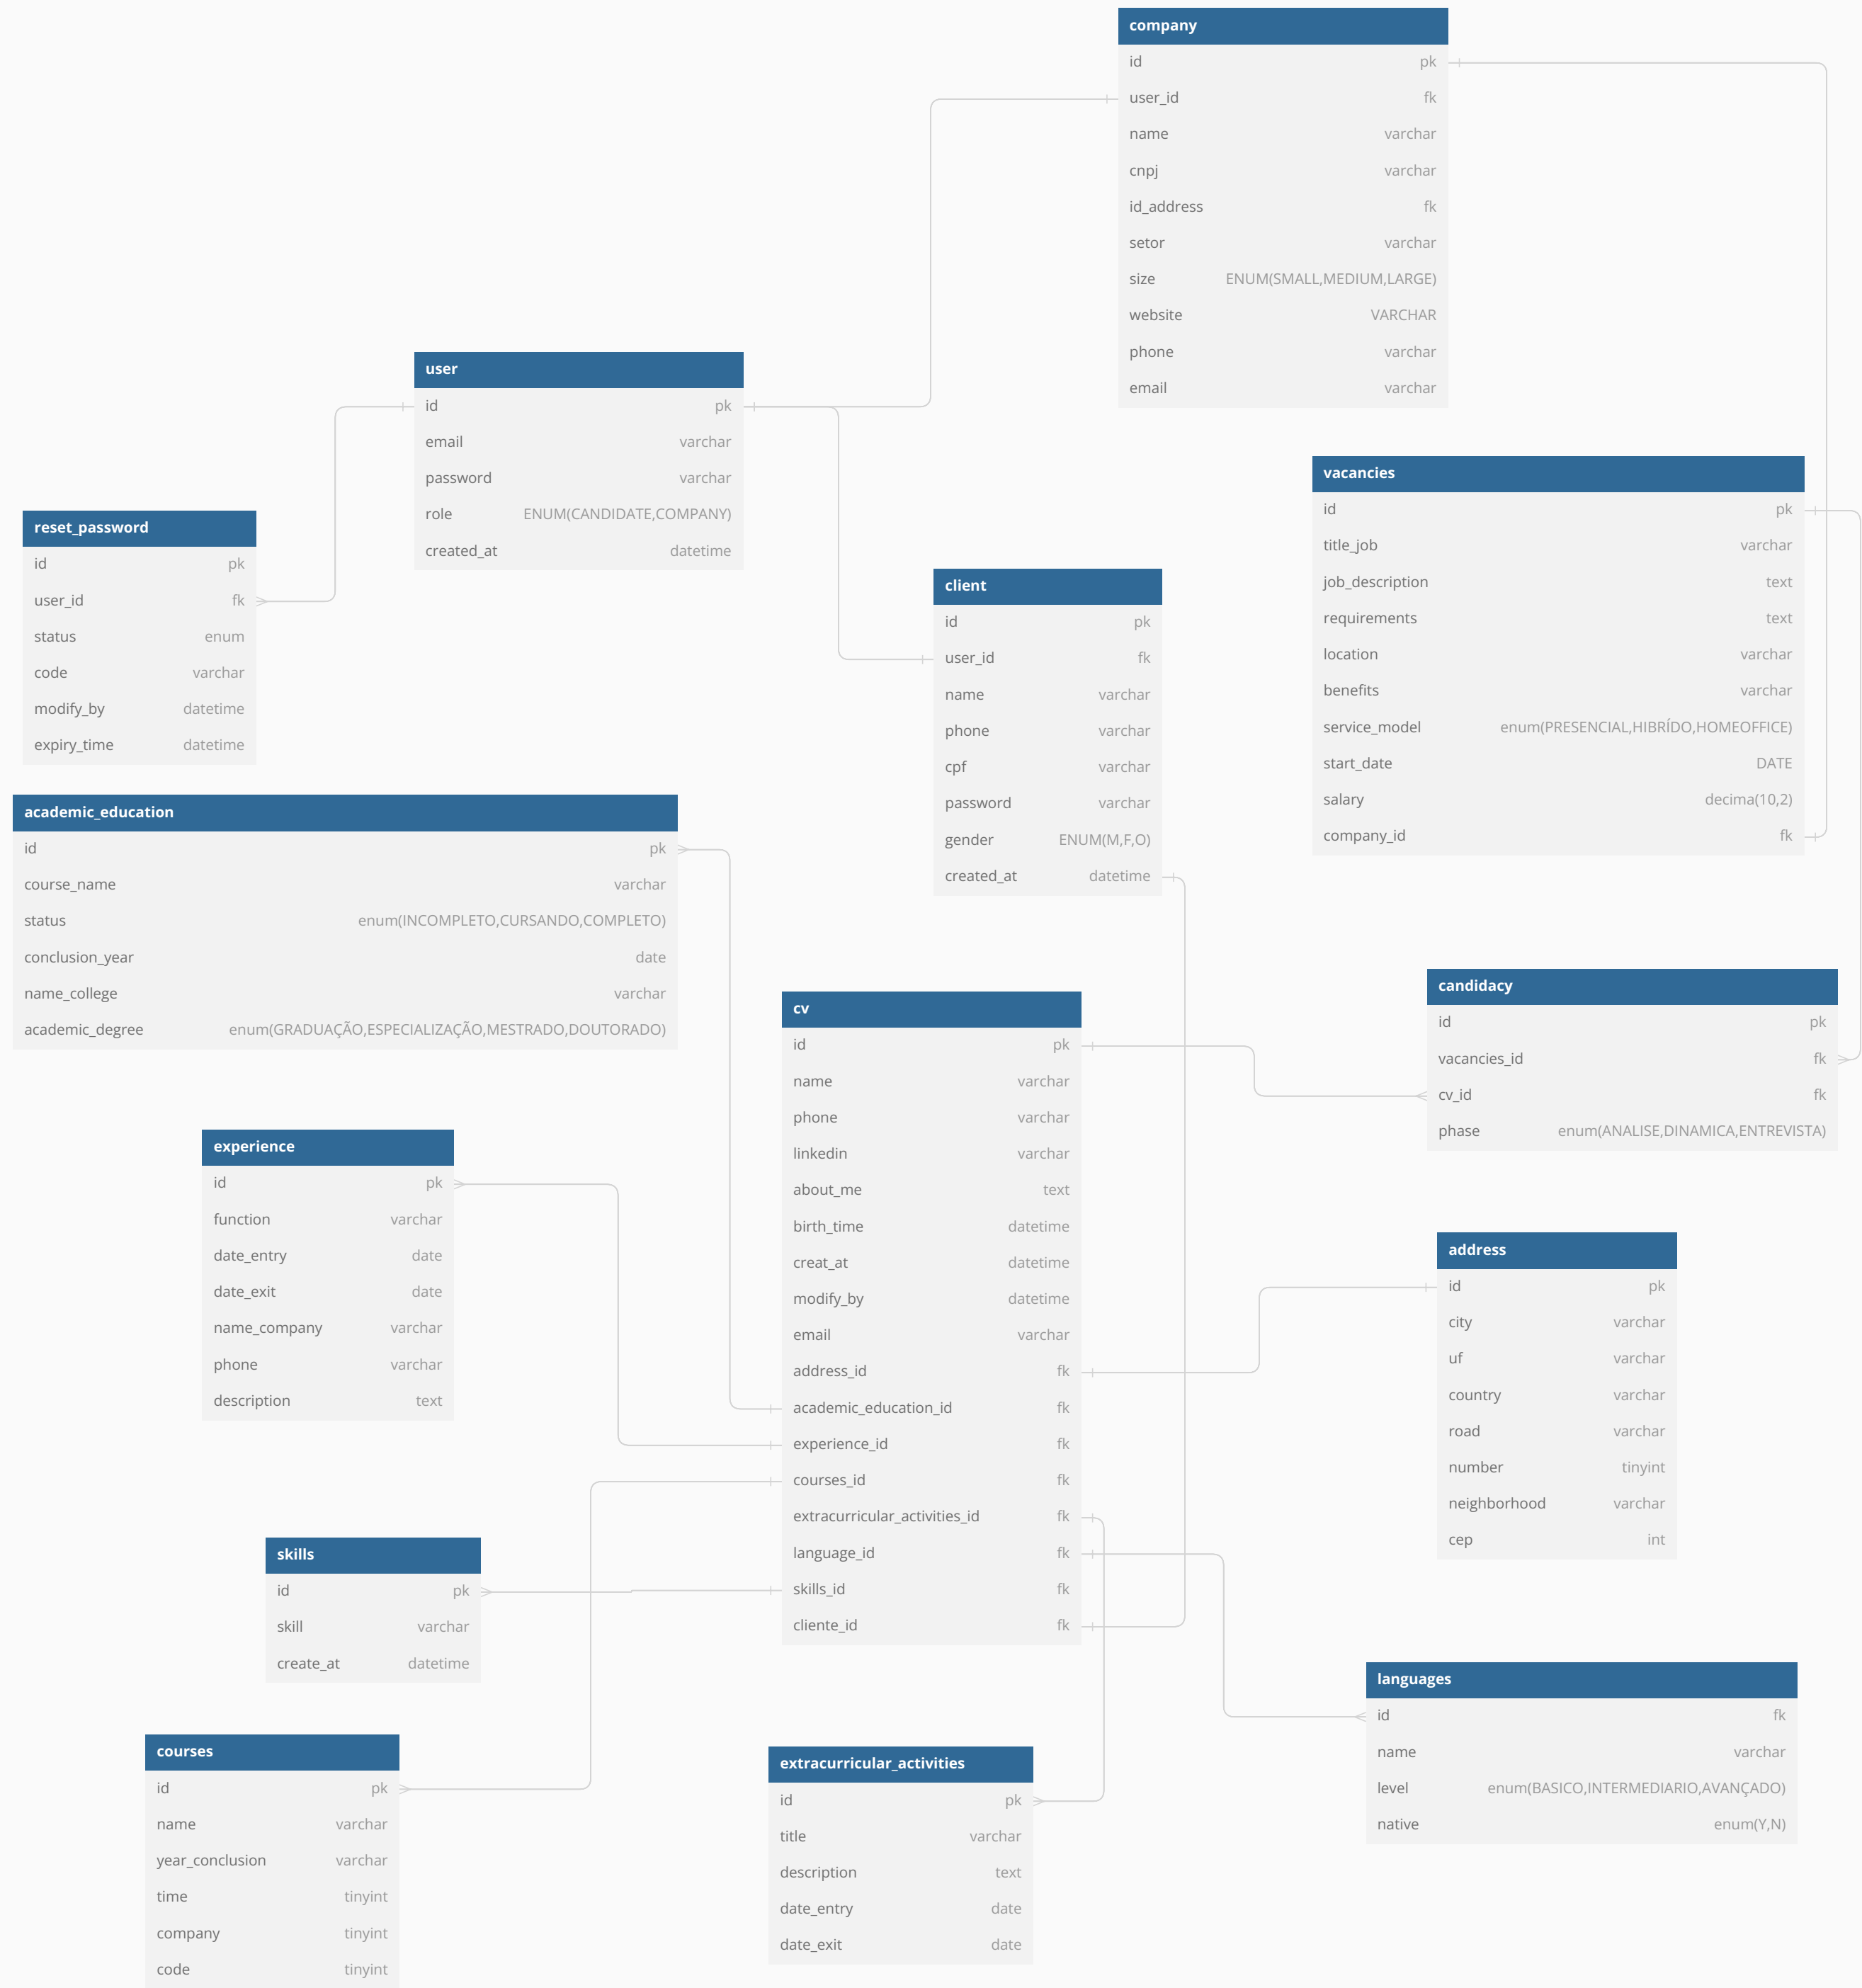 company
id pk
user_id fk
name varchar
cnpj varchar
id_address fk
setor varchar
size ENUM(SMALL,MEDIUM,LARGE)
website VARCHAR
phone varchar
email varchar
user
id pk
email varchar
password varchar
role ENUM(CANDIDATE,COMPANY)
created_at datetime
vacancies
id pk
title_job varchar
job_description text
requirements text
location varchar
benefits varchar
service_model enum(PRESENCIAL,HIBRÍDO,HOMEOFFICE)
start_date DATE
salary decima(10,2)
company_id fk
reset_password
id pk
user_id fk
status enum
code varchar
modify_by datetime
expiry_time datetime
client
id pk
user_id fk
name varchar
phone varchar
cpf varchar
password varchar
gender ENUM(M,F,O)
created_at datetime
academic_education
id pk
course_name varchar
status enum(INCOMPLETO,CURSANDO,COMPLETO)
conclusion_year date
name_college varchar
academic_degree enum(GRADUAÇÃO,ESPECIALIZAÇÃO,MESTRADO,DOUTORADO)
candidacy
id pk
vacancies_id fk
cv_id fk
phase enum(ANALISE,DINAMICA,ENTREVISTA)
cv
id pk
name varchar
phone varchar
linkedin varchar
about_me text
birth_time datetime
creat_at datetime
modify_by datetime
email varchar
address_id fk
academic_education_id fk
experience_id fk
courses_id fk
extracurricular_activities_id fk
language_id fk
skills_id fk
cliente_id fk
experience
id pk
function varchar
date_entry date
date_exit date
name_company varchar
phone varchar
description text
address
id pk
city varchar
uf varchar
country varchar
road varchar
number tinyint
neighborhood varchar
cep int
skills
id pk
skill varchar
create_at datetime
languages
id fk
name varchar
level enum(BASICO,INTERMEDIARIO,AVANÇADO)
native enum(Y,N)
courses
id pk
name varchar
year_conclusion varchar
time tinyint
company tinyint
code tinyint
extracurricular_activities
id pk
title varchar
description text
date_entry date
date_exit date